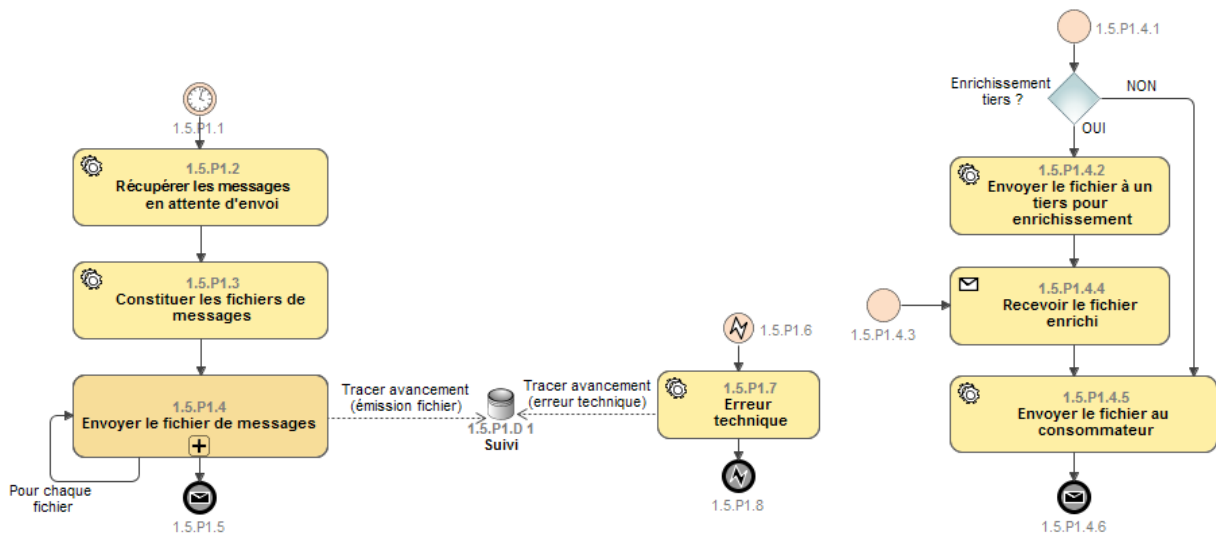 1.5.P1.1
1.5.P1.2
Récupérer les messages
en attente d'envoi
1.5.P1.3
Constituer les fichiers de
messages
1.5.P1.4
Envoyer le fichier de messages
Pour chaque
fichier
1.5.P1.5
Tracer avancement
(émission fichier)
1.5.P1.D 1
Suivi
Tracer avancement
(erreur technique)
1.5.P1.6
1.5.P1.7
Erreur
technique
1.5.P1.8
1.5.P1.4.1
Enrichissement
tiers ?
NON
OUI
1.5.P1.4.2
Envoyer le fichier à un
tiers pour
enrichissement
1.5.P1.4.3
1.5.P1.4.4
Recevoir le fichier
enrichi
1.5.P1.4.5
Envoyer le fichier au
consommateur
1.5.P1.4.6